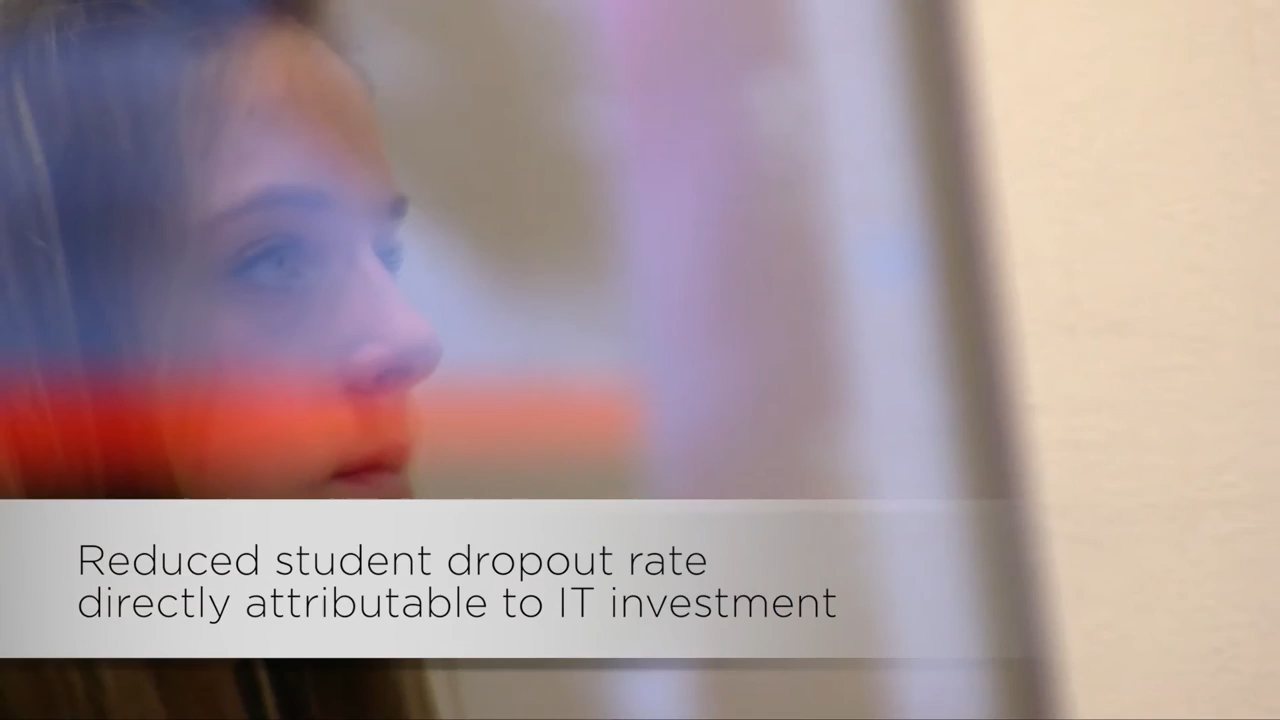 Reduced student dropout rate
directly attributable to IT investment